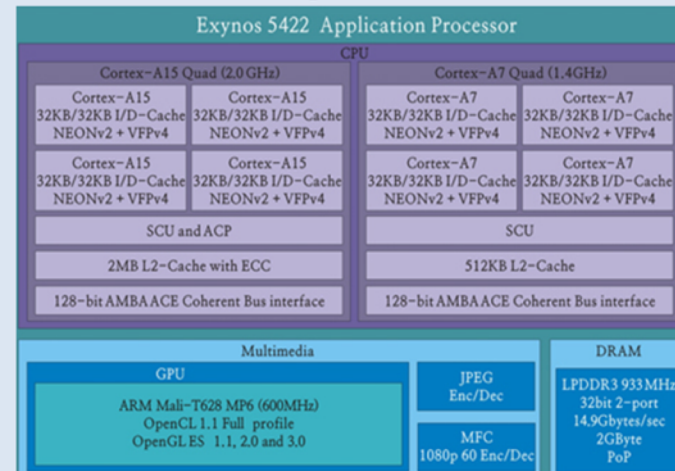 Exynos 5422 Application Processor
CPU
Cortex-A15 Quad (2.0 GHz)
Cortex-A15
32KB/32KB I/D-Cache
NEONv2 + VFPv4
Cortex-A15
32KB/32KB I/D-Cache
NEONv2 + VFPv4
Cortex-A15
32KB/32KB I/D-Cache
NEONv2 + VFPv4
Cortex-A15
32KB/32KB I/D-Cache
NEONv2 + VFPv4
SCU and ACP
2MB L2-Cache with ECC
128-bit AMBA ACE Coherent Bus interface
Cortex-A7 Quad (1.4GHz)
Cortex-A7
32KB/32KB I/D-Cache
NEONv2 + VFPv4
Cortex-A7
32KB/32KB I/D-Cache
NEONv2 + VFPv4
Cortex-A7
32KB/32KB I/D-Cache
NEONv2 + VFPv4
Cortex-A7
32KB/32KB I/D-Cache
NEONv2 + VFPv4
SCU
512KB L2-Cache
128-bit AMBA ACE Coherent Bus interface
Multimedia
GPU
ARM Mali-T628 MP6 (600MHz)
OpenCL 1.1 Full profile
OpenGL ES 1.1, 2.0 and 3.0
JPEG
Enc/Dec
MFC
1080p 60 Enc/Dec
DRAM
LPDDR3 933MHz
32bit 2-port
14.9Gbytes/sec
2GByte
PoP